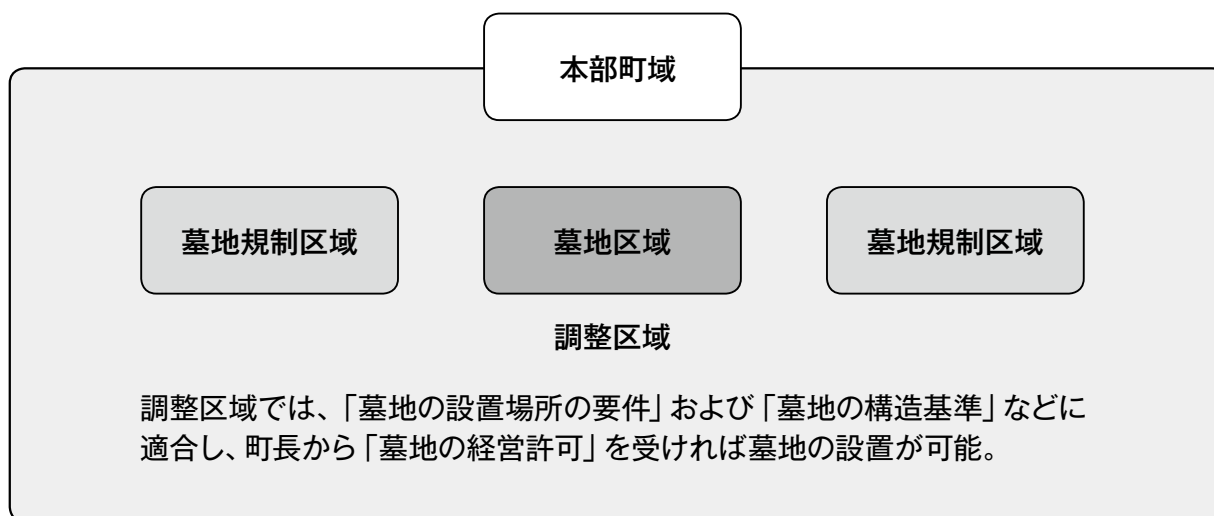 本部町域
墓地規制区域
墓地区域
墓地規制区域
調整区域
調整区域では、「墓地の設置場所の要件」および「墓地の構造基準」などに
適合し、町長から「墓地の経営許可」を受ければ墓地の設置が可能。